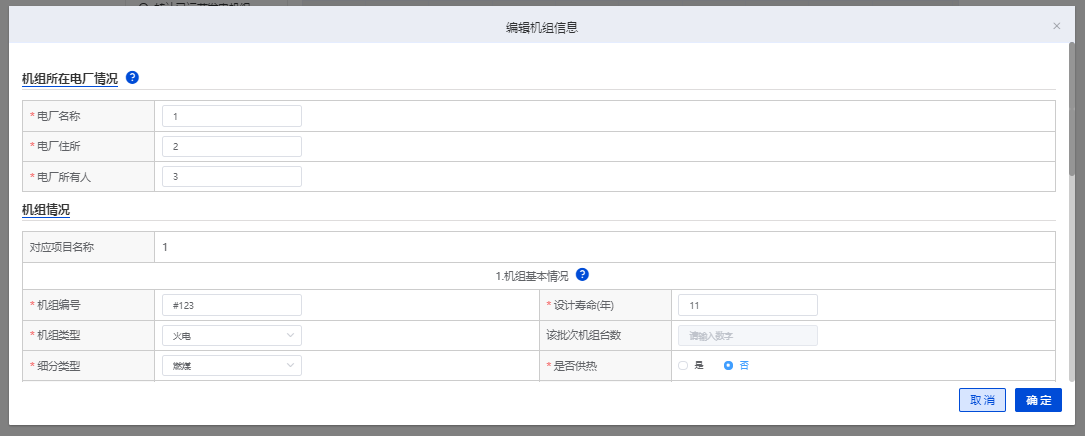 编辑机组信息
机组所在电厂情况 ?
* 电厂名称 1
* 电厂住所 2
* 电厂所有人 3
机组情况
对应项目名称 1
1.机组基本情况 ?
* 机组编号 #123 * 设计寿命(年) 11
* 机组类型 火电 该批次机组台数 请输入数字
* 细分类型 燃煤 * 是否供热 是 否
取消 确定